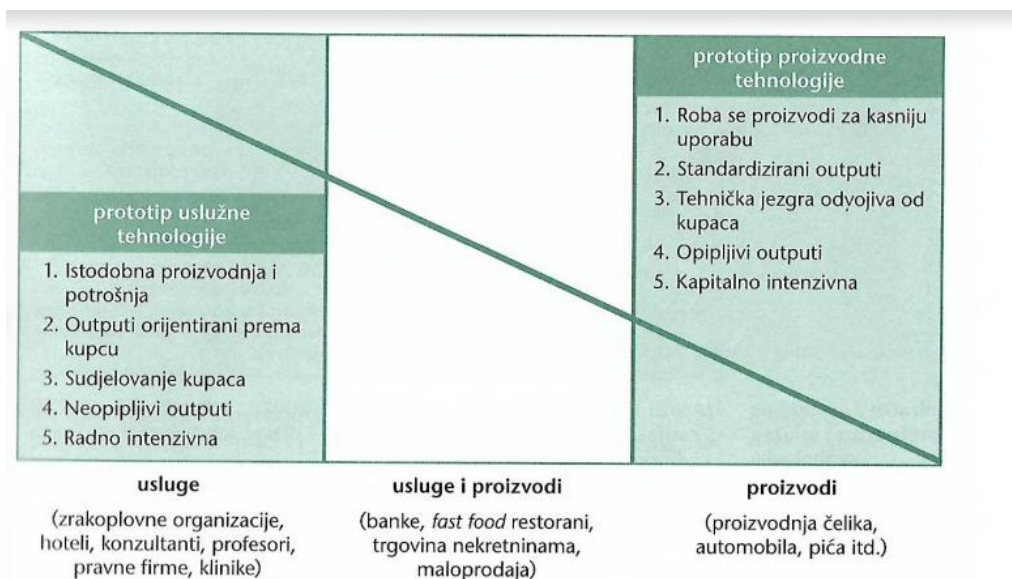 prototip uslužne
tehnologije
1. Istodobna proizvodnja i
potrošnja
2. Outputi orijentirani prema
kupcu
3. Sudjelovanje kupaca
4. Neopipljivi outputi
5. Radno intenzivna
prototip proizvodne
tehnologije
1. Roba se proizvodi za kasniju
uporabu
2. Standardizirani outputi
3. Tehnička jezgra odvojiva od
kupaca
4. Opipljivi outputi
5. Kapitalno intenzivna
usluge
(zrakoplovne organizacije,
hoteli, konzultanti, profesori,
pravne firme, klinike)
usluge i proizvodi
(banke, fast food restorani,
trgovina nekretninama,
maloprodaja)
proizvodi
(proizvodnja čelika,
automobila, pića itd.)